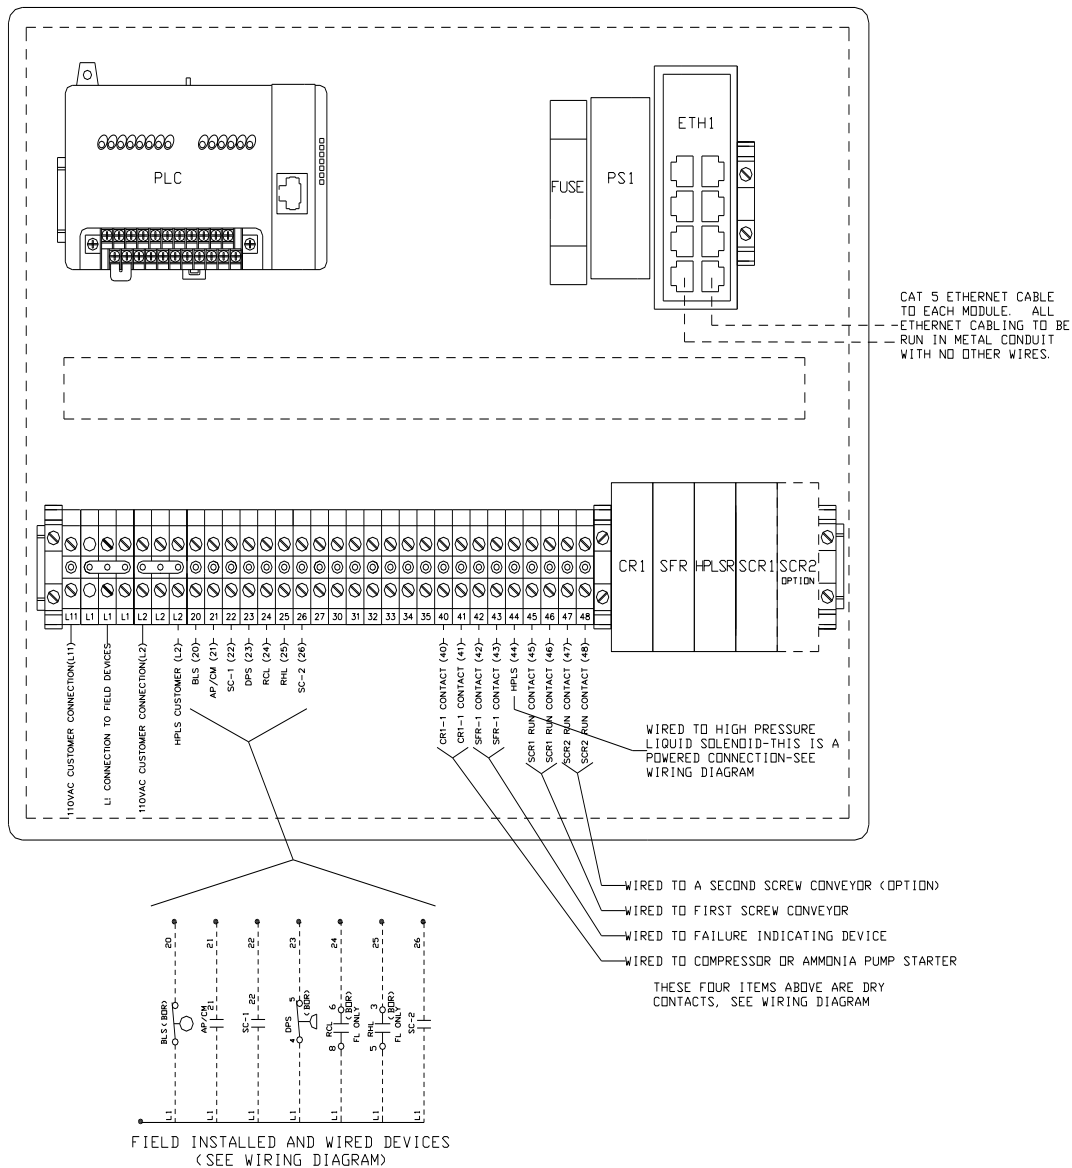 PLC
FUSE
PS1
ETH1
CAT 5 ETHERNET CABLE
TO EACH MODULE. ALL
ETHERNET CABLING TO BE
RUN IN METAL CONDUIT
WITH NO OTHER WIRES.
CR1
SFR
HPLSR
SCR1
SCR2
OPTION
L11
L1
L1
L1
L2
L2
L2
20
21
22
23
24
25
26
27
30
31
32
33
34
35
40
41
42
43
44
45
46
47
48
110VAC CUSTOMER CONNECTION(L11)
L! CONNECTION TO FIELD DEVICES
110VAC CUSTOMER CONNECTION(L2)
HPLS CUSTOMER (L2)
BLS (20)
AP/CM (21)
SC-1 (22)
DPS (23)
RCL (24)
RHL (25)
SC-2 (26)
CR1-1 CONTACT (40)
CR1-1 CONTACT (41)
SFR-1 CONTACT (42)
SFR-1 CONTACT (43)
HPLS (44)
SCR1 RUN CONTACT (45)
SCR1 RUN CONTACT (46)
SCR2 RUN CONTACT (47)
SCR2 RUN CONTACT (48)
WIRED TO HIGH PRESSURE
LIQUID SOLENOID-THIS IS A
POWERED CONNECTION-SEE
WIRING DIAGRAM
WIRED TO A SECOND SCREW CONVEYOR (OPTION)
WIRED TO FIRST SCREW CONVEYOR
WIRED TO FAILURE INDICATING DEVICE
WIRED TO COMPRESSOR OR AMMONIA PUMP STARTER
THESE FOUR ITEMS ABOVE ARE DRY
CONTACTS, SEE WIRING DIAGRAM
20
21
22
23
24
25
26
BLS(BOR)
AP/CM
21
SC-1
22
DPS
5
4
(BOR)
RCL
6
8
(BOR)
FL ONLY
RHL
3
5
(BOR)
FL ONLY
SC-2
L1
L1
L1
L1
L1
L1
L1
FIELD INSTALLED AND WIRED DEVICES
(SEE WIRING DIAGRAM)